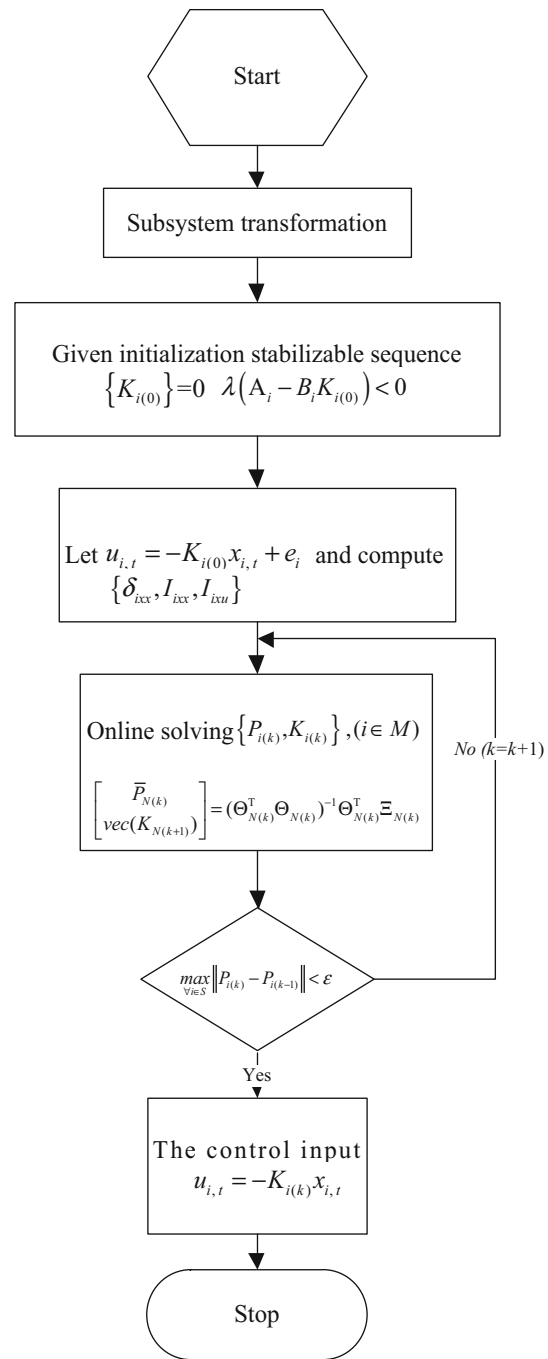 Start
Subsystem transformation
Given initialization stabilizable sequence
{K_{i(0)}}=0 λ(A_i − B_i K_{i(0)}) < 0
Let u_{i,t} = −K_{i(0)} x_{i,t} + e_i and compute
{δ_{ixx}, I_{ixx}, I_{ixu}}
Online solving {P_{i(k)}, K_{i(k)}} ,(i ∈ M)
No (k=k+1)
[P̅_{N(k)} vec(K_{N(k+1)})] = (Θ^T_{N(k)} Θ_{N(k)})^{−1} Θ^T_{N(k)} Ξ_{N(k)}
max_{∀i∈S} ‖P_{i(k)} − P_{i(k−1)}‖ < ε
Yes
The control input
u_{i,t} = −K_{i(k)} x_{i,t}
Stop